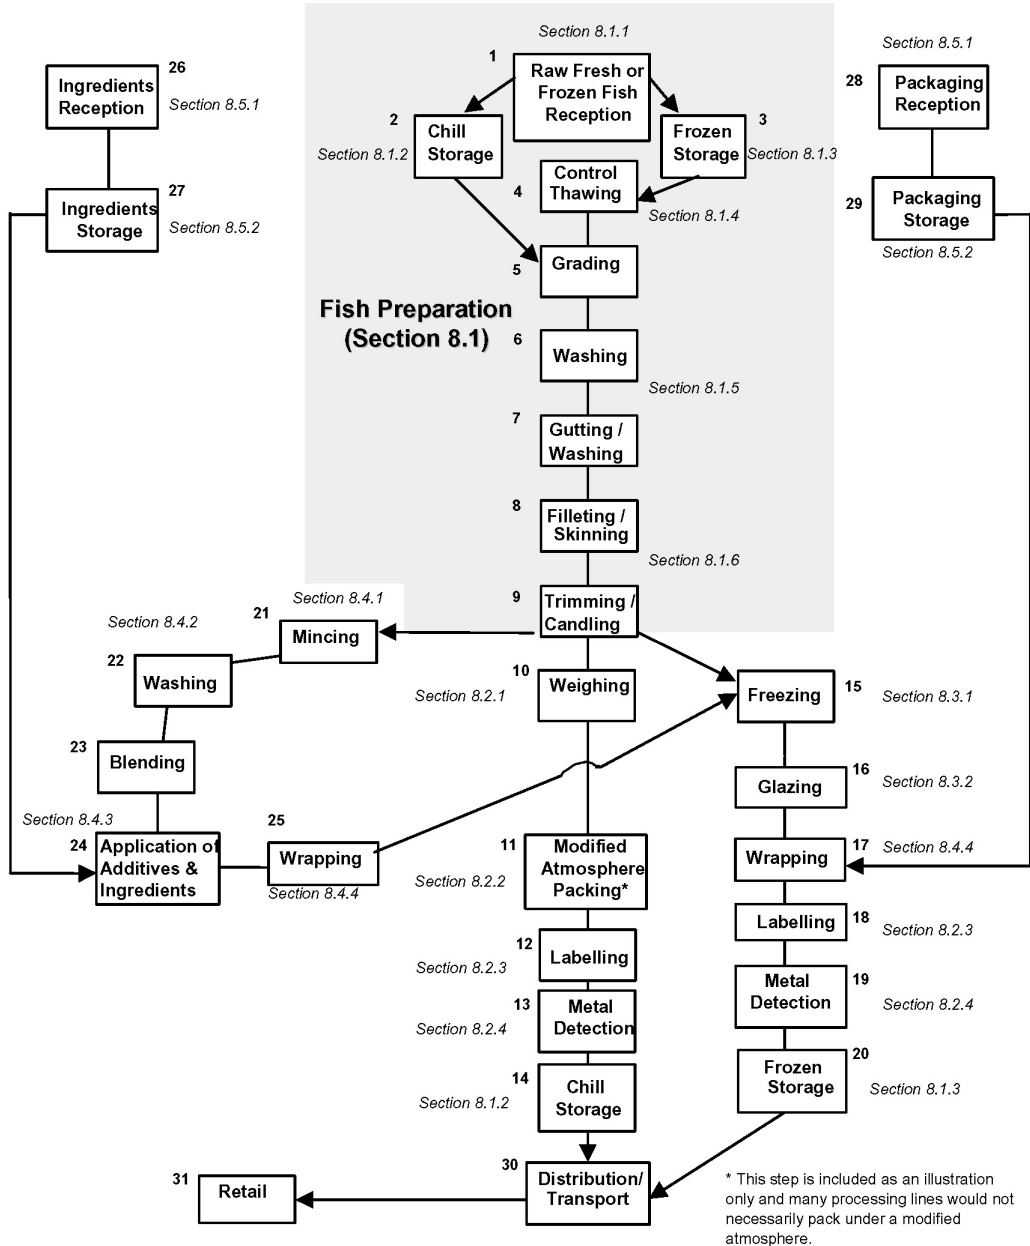 Section 8.1.1
1
Raw Fresh or
Frozen Fish
Reception
2
Chill
Storage
Section 8.1.2
3
Frozen
Storage
Section 8.1.3
4
Control
Thawing
Section 8.1.4
5
Grading
Fish Preparation
(Section 8.1)
6
Washing
Section 8.1.5
7
Gutting /
Washing
8
Filleting /
Skinning
Section 8.1.6
9
Trimming /
Candling
26
Ingredients
Reception
Section 8.5.1
27
Ingredients
Storage
Section 8.5.2
Section 8.5.1
28
Packaging
Reception
29
Packaging
Storage
Section 8.5.2
Section 8.4.1
21
Mincing
Section 8.4.2
22
Washing
23
Blending
Section 8.4.3
24
Application of
Additives &
Ingredients
25
Wrapping
Section 8.4.4
10
Weighing
Section 8.2.1
11
Modified
Atmosphere
Packing*
Section 8.2.2
12
Labelling
Section 8.2.3
13
Metal
Detection
Section 8.2.4
14
Chill
Storage
Section 8.1.2
15
Freezing
Section 8.3.1
16
Glazing
Section 8.3.2
17
Wrapping
Section 8.4.4
18
Labelling
Section 8.2.3
19
Metal
Detection
Section 8.2.4
20
Frozen
Storage
Section 8.1.3
30
Distribution/
Transport
31
Retail
* This step is included as an illustration
only and many processing lines would not
necessarily pack under a modified
atmosphere.